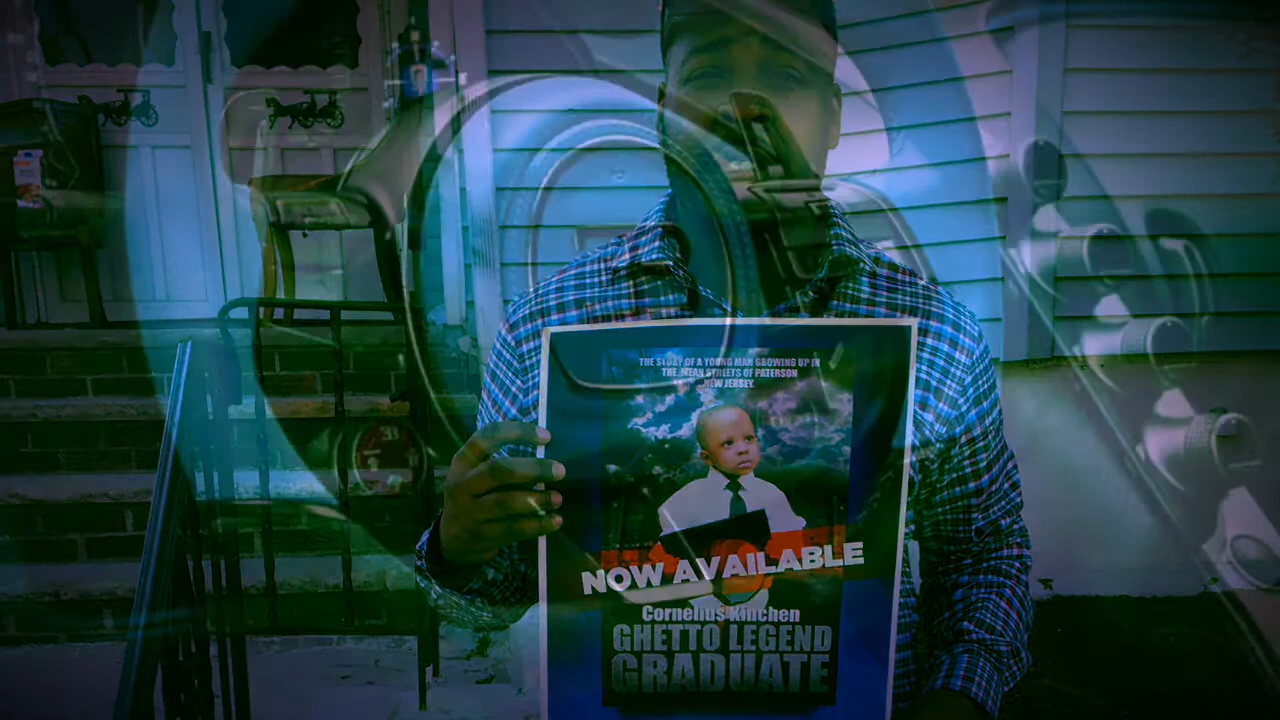 THE STORY OF A YOUNG MAN GROWING UP IN
THE MEAN STREETS OF PATERSON
NEW JERSEY.
NOW AVAILABLE
Cornelius Kinchen
GHETTO LEGEND
GRADUATE